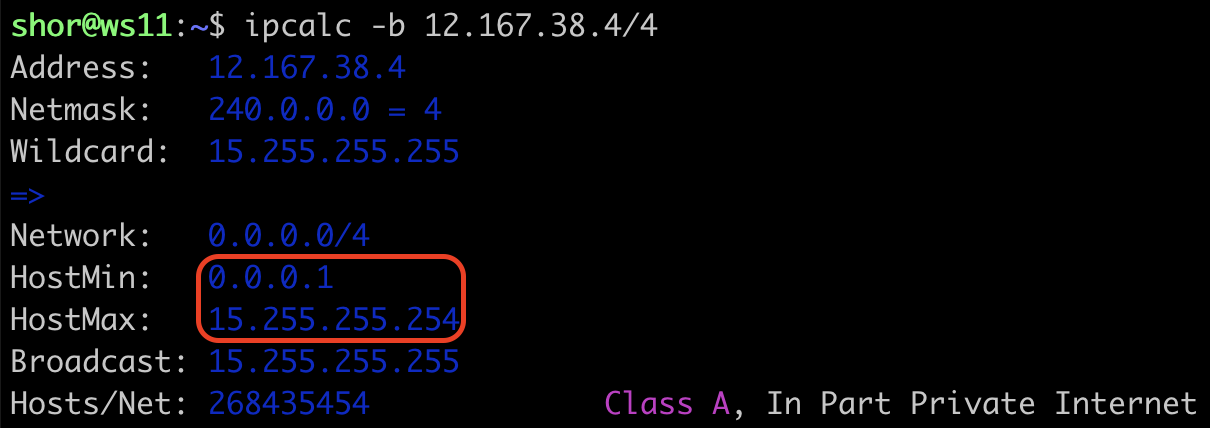 shor@ws11:~$ ipcalc -b 12.167.38.4/4
Address:   12.167.38.4
Netmask:   240.0.0.0 = 4
Wildcard:  15.255.255.255
=>
Network:   0.0.0.0/4
HostMin:   0.0.0.1
HostMax:   15.255.255.254
Broadcast: 15.255.255.255
Hosts/Net: 268435454             Class A, In Part Private Internet